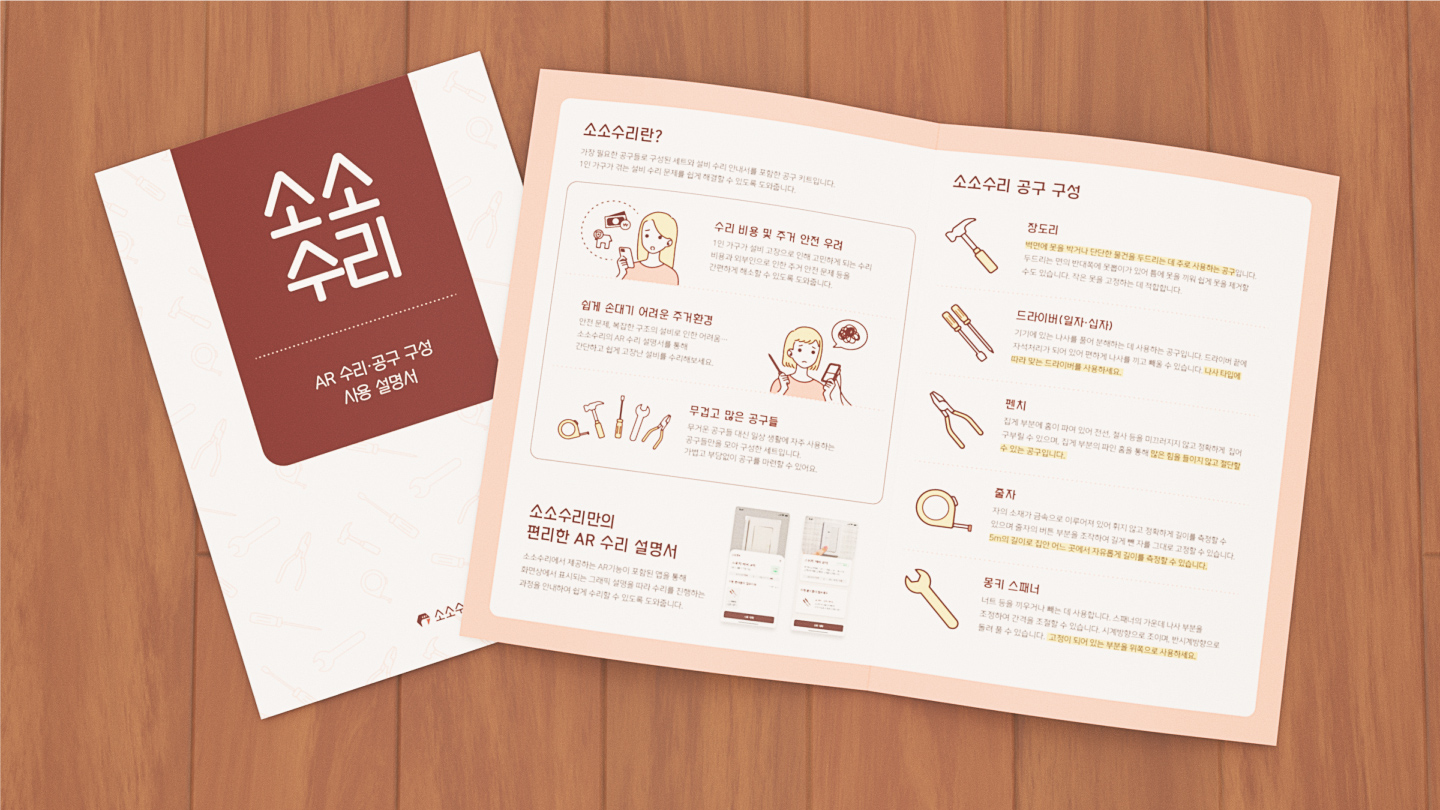 소소
수리
AR 수리·공구 구성
사용 설명서
소소수
소소수리란?
가장 필요한 공구들로 구성된 세트와 설비 수리 안내서를 포함한 공구 키트입니다.
1인 가구가 겪는 설비 수리 문제를 쉽게 해결할 수 있도록 도와줍니다.
수리 비용 및 주거 안전 우려
1인 가구가 설비 고장으로 인해 고민하게 되는 수리
비용과 외부인으로 인한 주거 안전 문제 등을
간편하게 해소할 수 있도록 도와줍니다.
쉽게 손대기 어려운 주거환경
안전 문제, 복잡한 구조의 설비로 인한 어려움…
소소수리의 AR 수리 설명서를 통해
간단하고 쉽게 고장난 설비를 수리해보세요.
무겁고 많은 공구들
무거운 공구들 대신 일상 생활에 자주 사용하는
공구들만을 모아 구성한 세트입니다.
가볍고 부담없이 공구를 마련할 수 있어요.
소소수리만의
편리한 AR 수리 설명서
소소수리에서 제공하는 AR기능이 포함된 앱을 통해
화면상에서 표시되는 그래픽 설명을 따라 수리를 진행하는
과정을 안내하여 쉽게 수리할 수 있도록 도와줍니다.
소소수리 공구 구성
장도리
벽면에 못을 박거나 단단한 물건을 두드리는 데 주로 사용하는 공구입니다.
두드리는 면의 반대쪽에 못뽑이가 있어 틈에 못을 끼워 쉽게 못을 제거할
수도 있습니다. 작은 못을 고정하는 데 적합합니다.
드라이버(일자·십자)
기기에 있는 나사를 풀어 분해하는 데 사용하는 공구입니다. 드라이버 끝에
자석처리가 되어 있어 편하게 나사를 끼고 빼울 수 있습니다. 나사 타입에
따라 맞는 드라이버를 사용하세요.
펜치
집게 부분에 홈이 파여 있어 전선, 철사 등을 미끄러지지 않고 정확하게 집어
구부릴 수 있으며, 집게 부분의 파인 홈을 통해 많은 힘을 들이지 않고 절단할
수 있는 공구입니다.
줄자
자의 소재가 금속으로 이루어져 있어 휘지 않고 정확하게 길이를 측정할 수
있으며 줄자의 버튼 부분을 조작하여 길게 뺀 자를 그대로 고정할 수 있습니다.
5m의 길이로 집안 어느 곳에서 자유롭게 길이를 측정할 수 있습니다.
몽키 스패너
너트 등을 끼우거나 빼는 데 사용합니다. 스패너의 가운데 나사 부분을
조정하여 간격을 조절할 수 있습니다. 시계방향으로 조이며, 반시계방향으로
돌려 풀 수 있습니다. 고정이 되어 있는 부분을 위쪽으로 사용하세요.